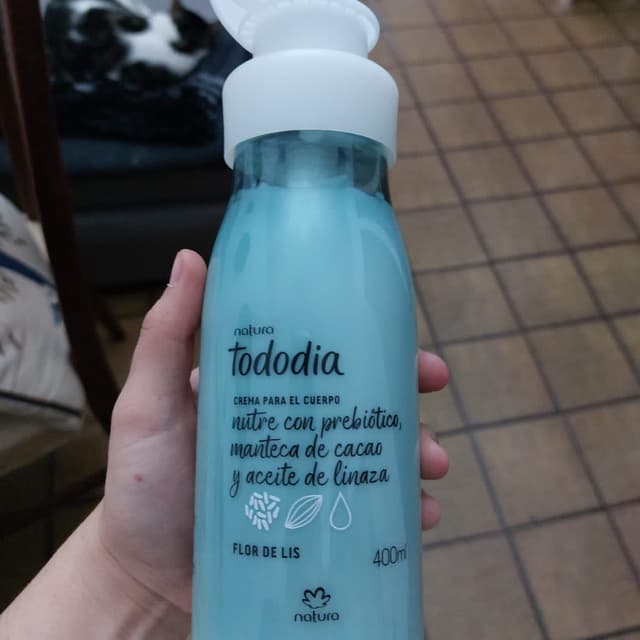 natura
tododia
CREMA PARA EL CUERPO
nutre con prebiótico,
manteca de cacao
y aceite de linaza
FLOR DE LIS
400ml
natura